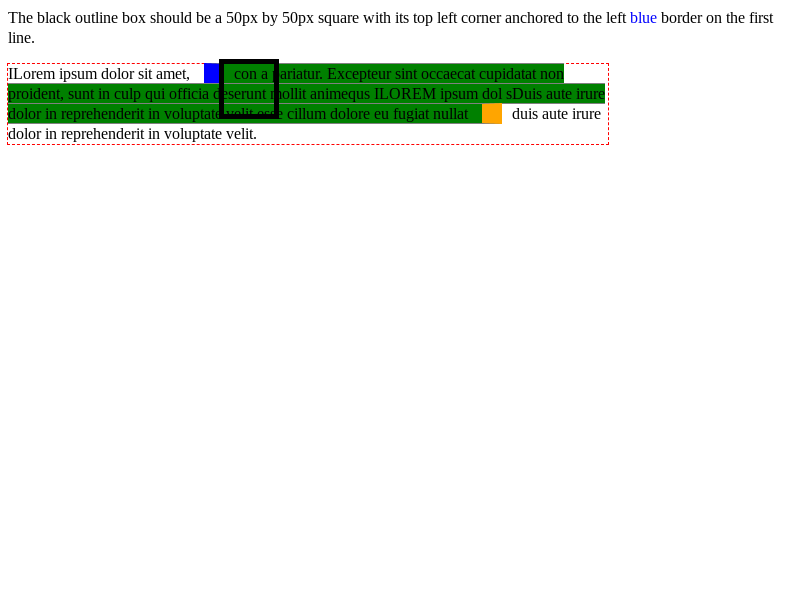 The black outline box should be a 50px by 50px square with its top left corner anchored to the left blue border on the first
line.
ILorem ipsum dolor sit amet, con a pariatur. Excepteur sint occaecat cupidatat non
proident, sunt in culp qui officia deserunt mollit animequs ILOREM ipsum dol sDuis aute irure
dolor in reprehenderit in voluptate velit esse cillum dolore eu fugiat nullat duis aute irure
dolor in reprehenderit in voluptate velit.